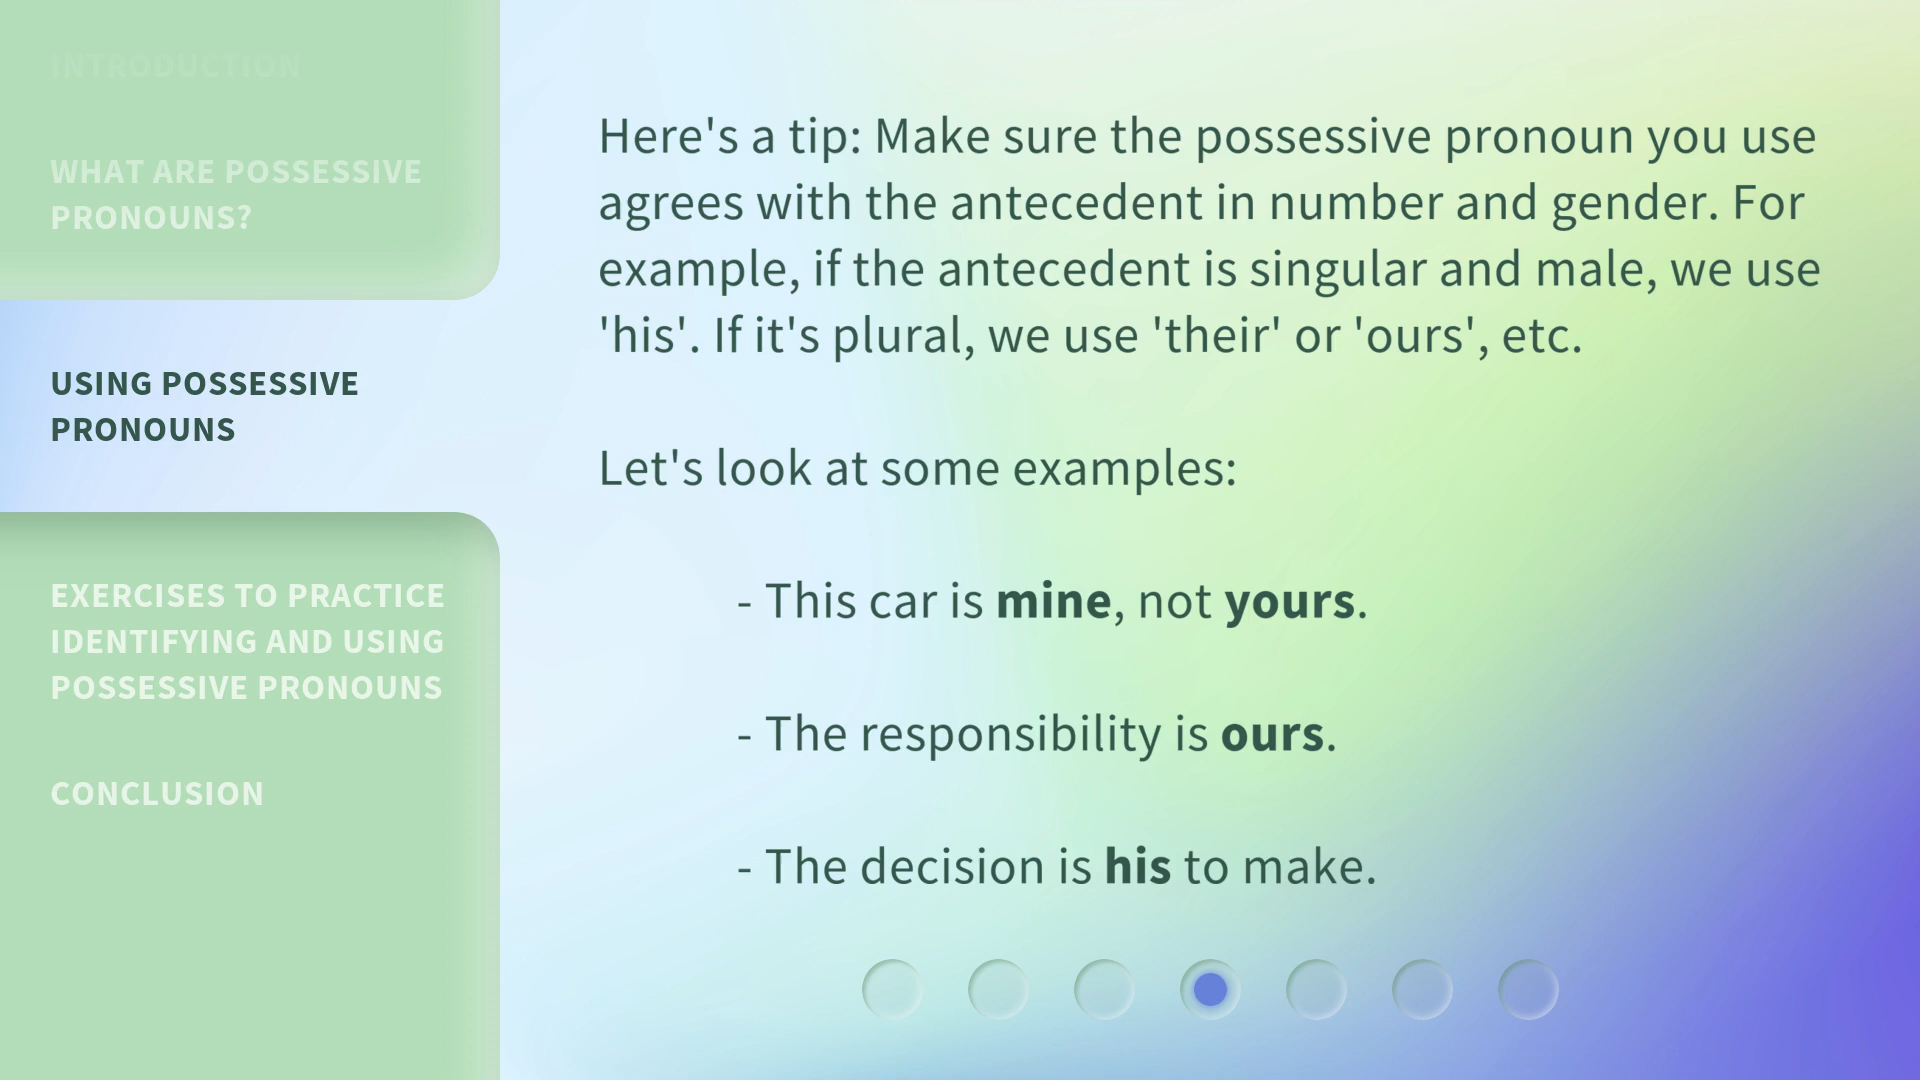 INTRODUCTION
WHAT ARE POSSESSIVE
PRONOUNS?
USING POSSESSIVE
PRONOUNS
EXERCISES TO PRACTICE
IDENTIFYING AND USING
POSSESSIVE PRONOUNS
CONCLUSION
Here's a tip: Make sure the possessive pronoun you use
agrees with the antecedent in number and gender. For
example, if the antecedent is singular and male, we use
'his'. If it's plural, we use 'their' or 'ours', etc.
Let's look at some examples:
- This car is mine, not yours.
- The responsibility is ours.
- The decision is his to make.